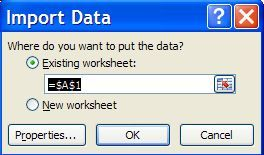 Import Data
Where do you want to put the data?
Existing worksheet:
=$A$1
New worksheet
Properties... OK Cancel